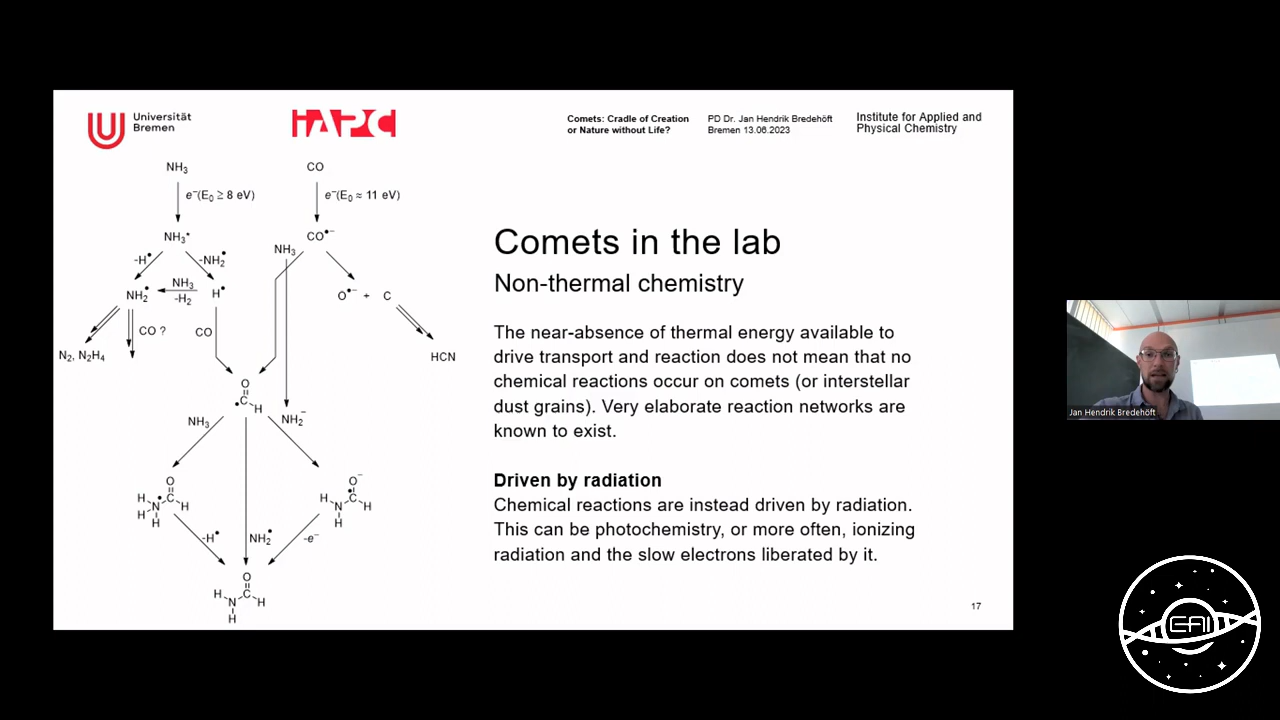 Universität
Bremen
iAPC
Comets: Cradle of Creation
or Nature without Life?
PD Dr. Jan Hendrik Bredehöft
Bremen 13.06.2023
Institute for Applied and
Physical Chemistry
NH₃
CO
e⁻(E₀ ≥ 8 eV)
e⁻(E₀ ≈ 11 eV)
NH₃*
CO•⁻
NH₃
-H•
-NH₂•
NH₂•
NH₃
-H₂
H•
O•⁻ + C
CO ?
CO
N₂, N₂H₄
HCN
O
•C
H
NH₃
NH₂⁻
O
H N• C H
H H
O⁻
H N C• H
H
-H•
NH₂•
-e⁻
O
H N C H
H
Comets in the lab
Non-thermal chemistry
The near-absence of thermal energy available to
drive transport and reaction does not mean that no
chemical reactions occur on comets (or interstellar
dust grains). Very elaborate reaction networks are
known to exist.
Driven by radiation
Chemical reactions are instead driven by radiation.
This can be photochemistry, or more often, ionizing
radiation and the slow electrons liberated by it.
17
Jan Hendrik Bredehöft
EAI